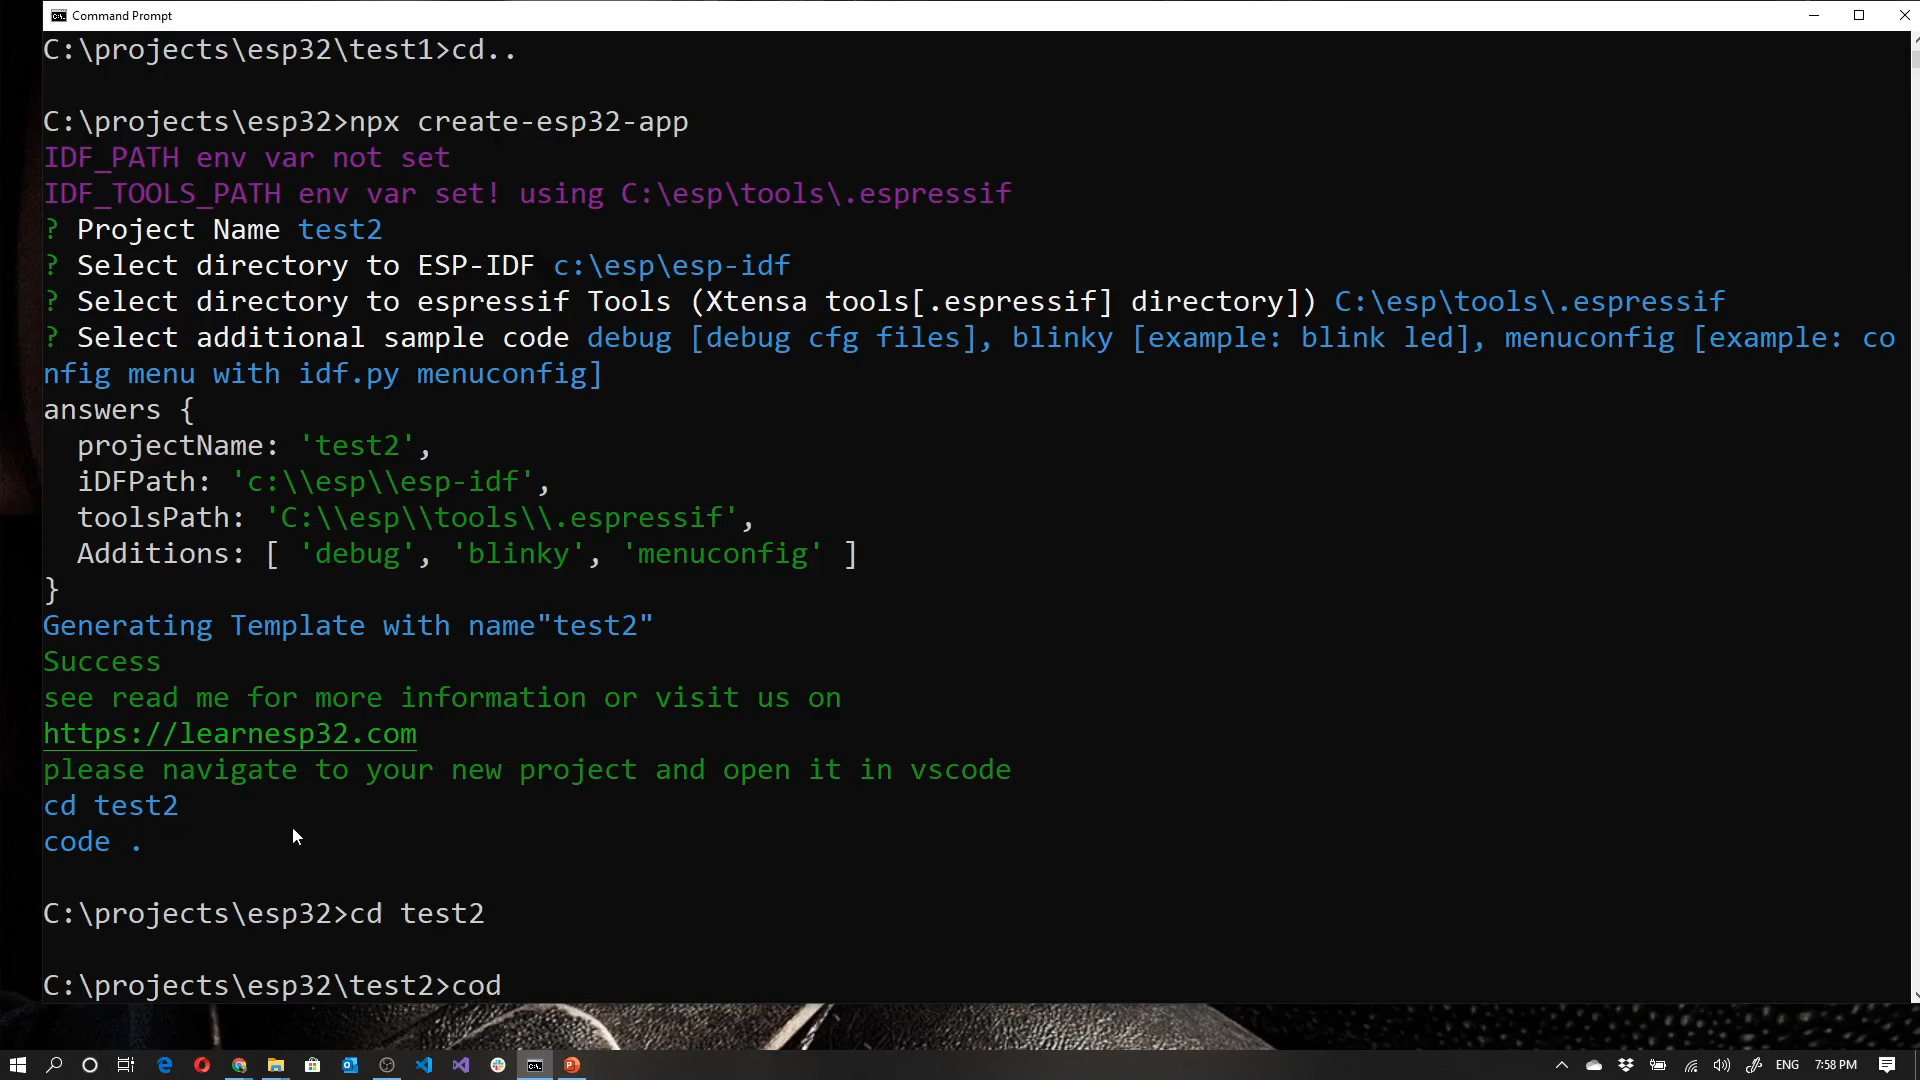 Command Prompt
C:\projects\esp32\test1>cd..
C:\projects\esp32>npx create-esp32-app
IDF_PATH env var not set
IDF_TOOLS_PATH env var set! using C:\esp\tools\.espressif
? Project Name test2
? Select directory to ESP-IDF c:\esp\esp-idf
? Select directory to espressif Tools (Xtensa tools[.espressif] directory]) C:\esp\tools\.espressif
? Select additional sample code debug [debug cfg files], blinky [example: blink led], menuconfig [example: co
nfig menu with idf.py menuconfig]
answers {
  projectName: 'test2',
  iDFPath: 'c:\\esp\\esp-idf',
  toolsPath: 'C:\\esp\\tools\\.espressif',
  Additions: [ 'debug', 'blinky', 'menuconfig' ]
}
Generating Template with name"test2"
Success
see read me for more information or visit us on
https://learnesp32.com
please navigate to your new project and open it in vscode
cd test2
code .
C:\projects\esp32>cd test2
C:\projects\esp32\test2>cod
ENG 7:58 PM